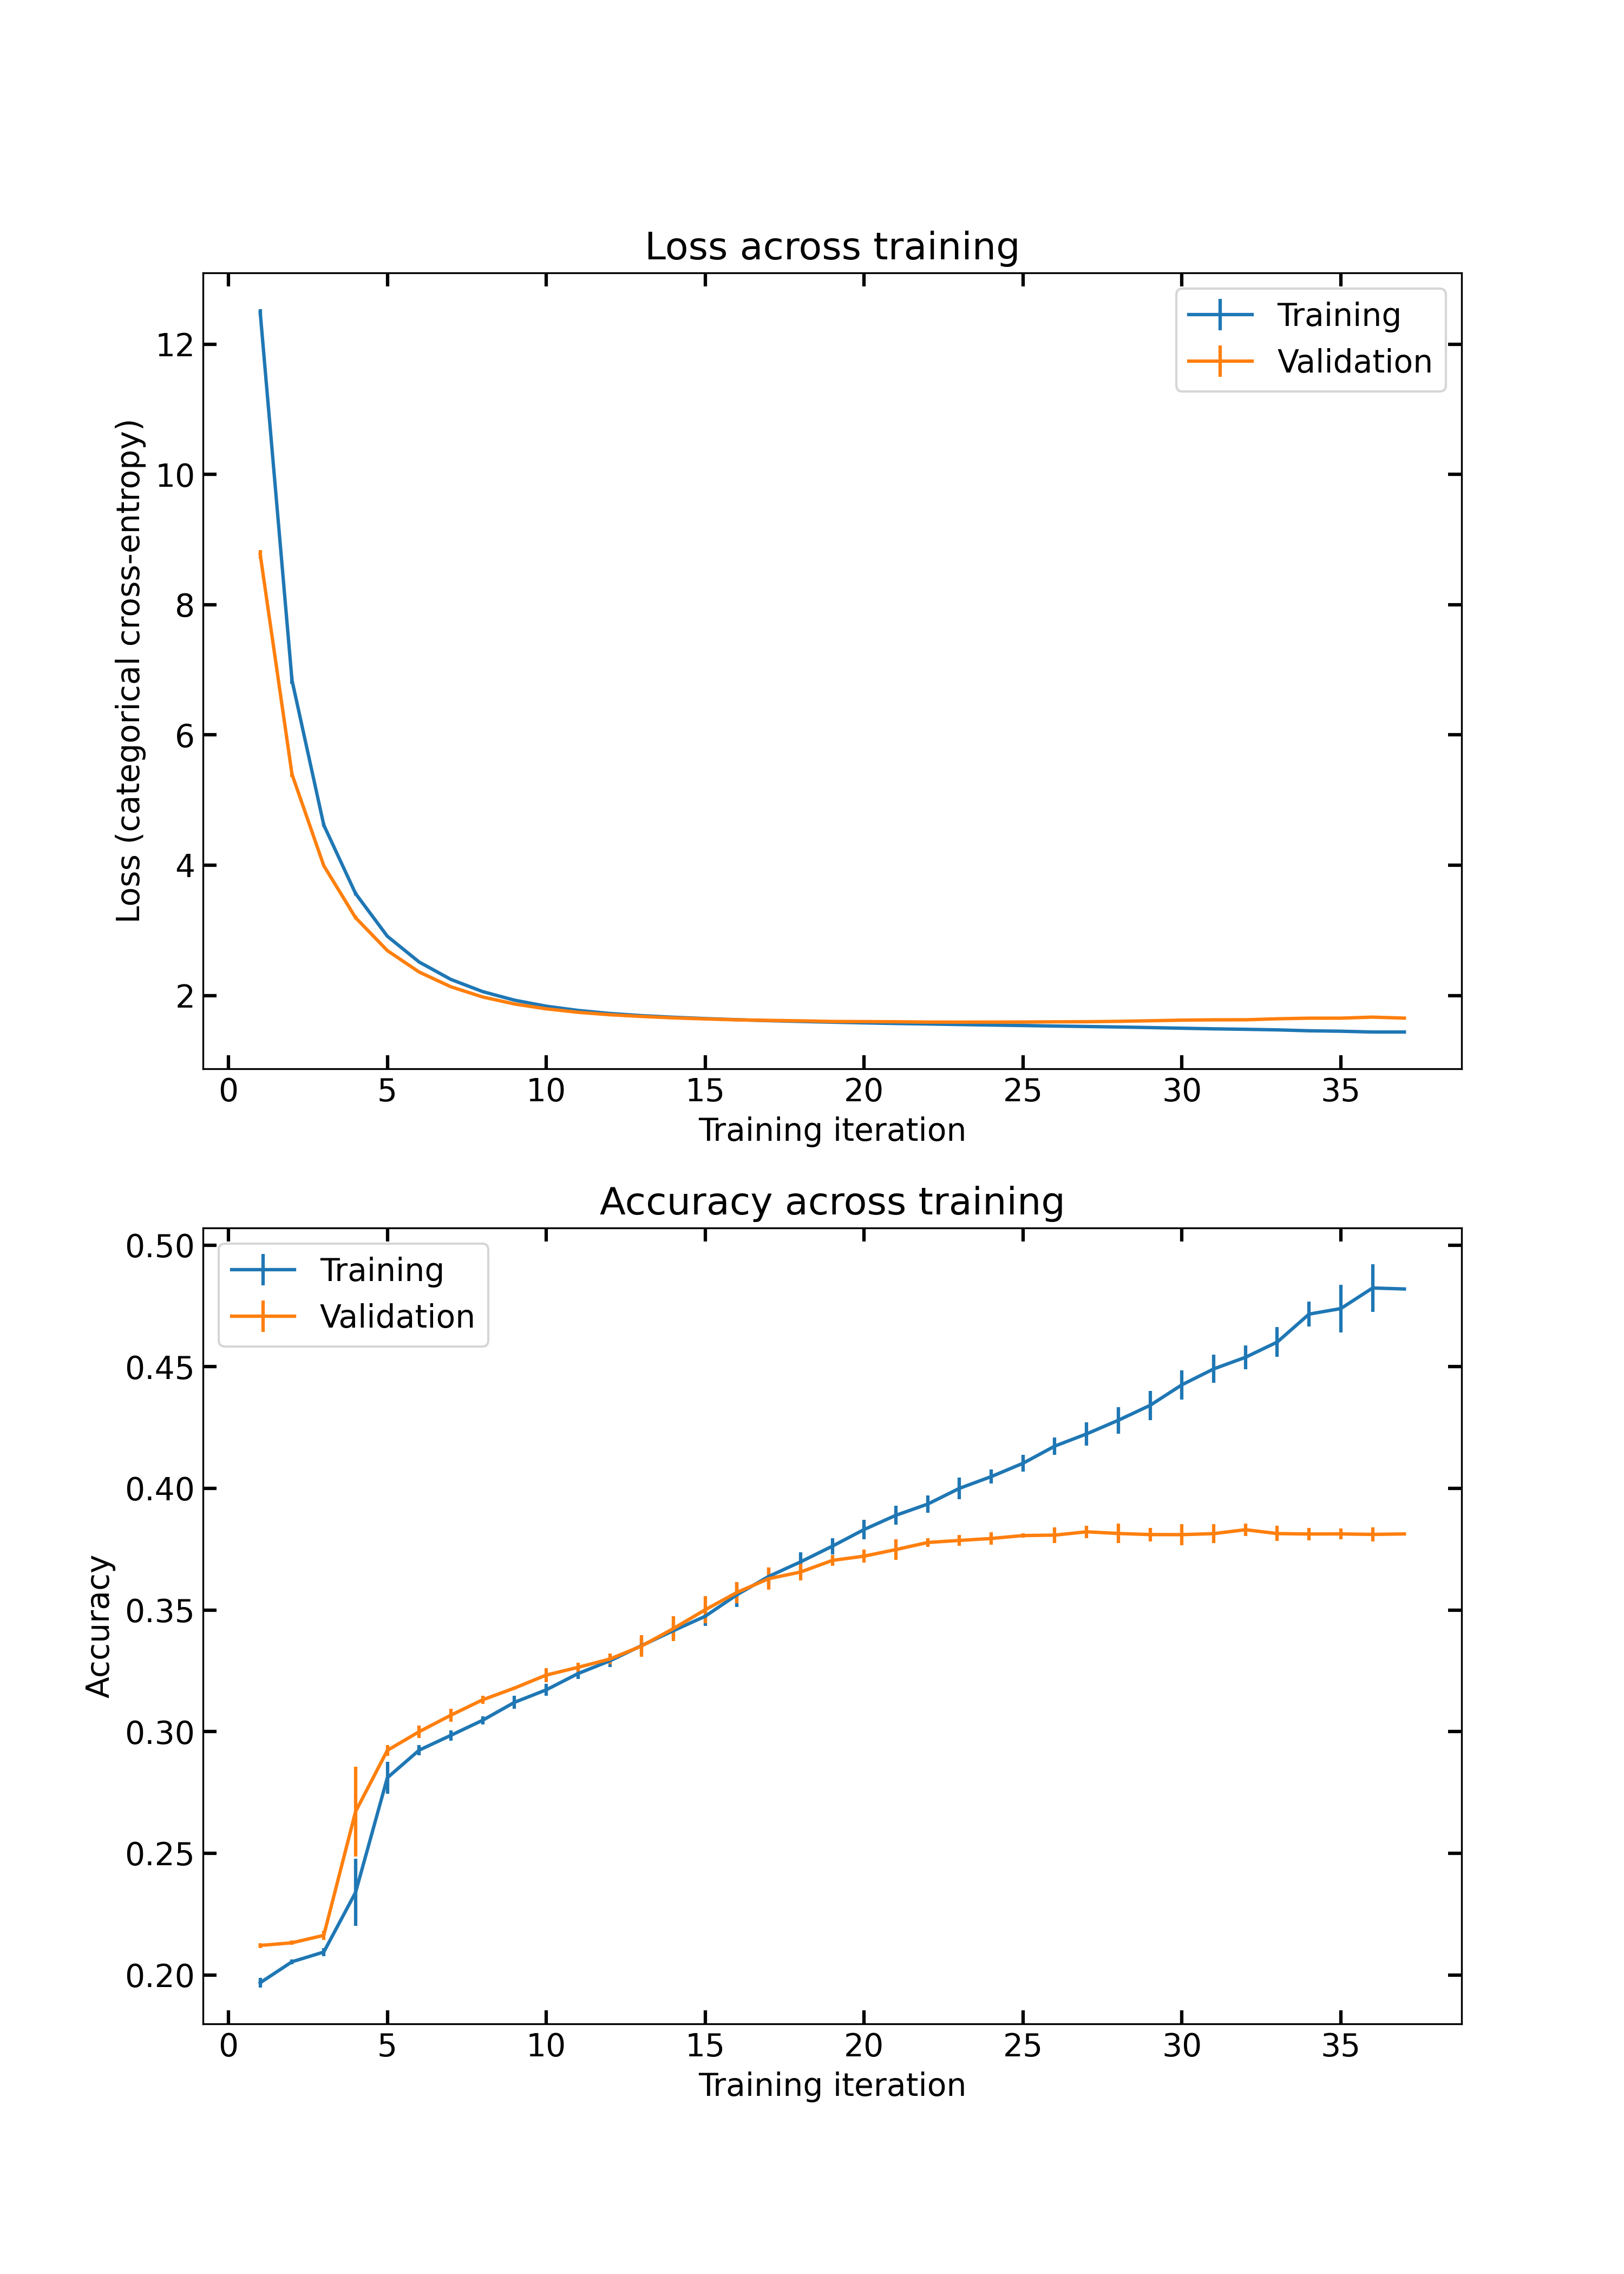 Loss across training
Training
Validation
12
10
8
6
4
2
Loss (categorical cross-entropy)
0 5 10 15 20 25 30 35
Training iteration
Accuracy across training
Training
Validation
0.50
0.45
0.40
0.35
0.30
0.25
0.20
Accuracy
0 5 10 15 20 25 30 35
Training iteration